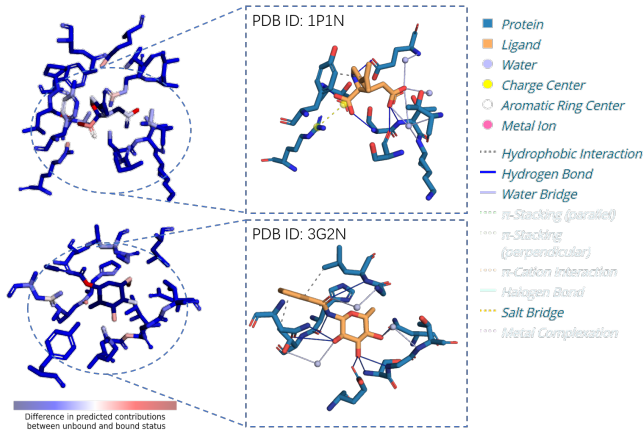 PDB ID: 1P1N
PDB ID: 3G2N
Protein
Ligand
Water
Charge Center
Aromatic Ring Center
Metal Ion
Hydrophobic Interaction
Hydrogen Bond
Water Bridge
π-Stacking (parallel)
π-Stacking
(perpendicular)
π-Cation Interaction
Halogen Bond
Salt Bridge
Metal Complexation
Difference in predicted contributions
between unbound and bound status